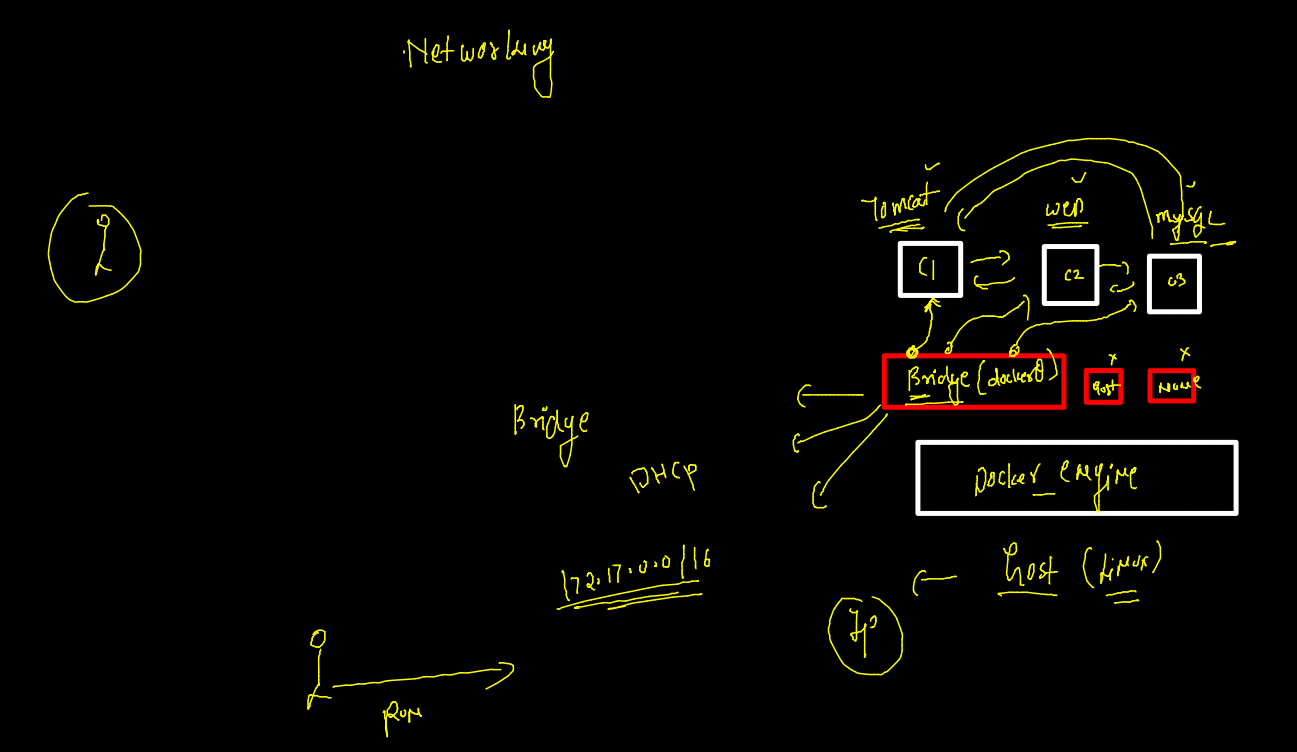 Networking
Tomcat
web
mysql
C1
C2
C3
Bridge (docker0)
Host
None
Bridge
DHCP
Docker engine
172.17.0.0/16
Host (Linux)
IP
Run